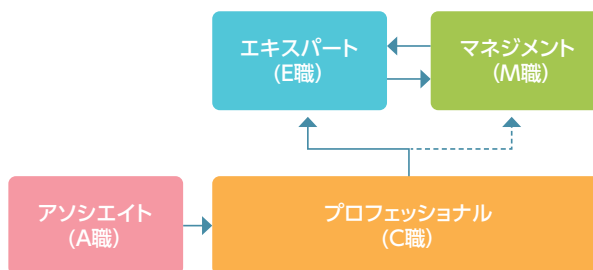 エキスパート
(E職)
マネジメント
(M職)
アソシエイト
(A職)
プロフェッショナル
(C職)